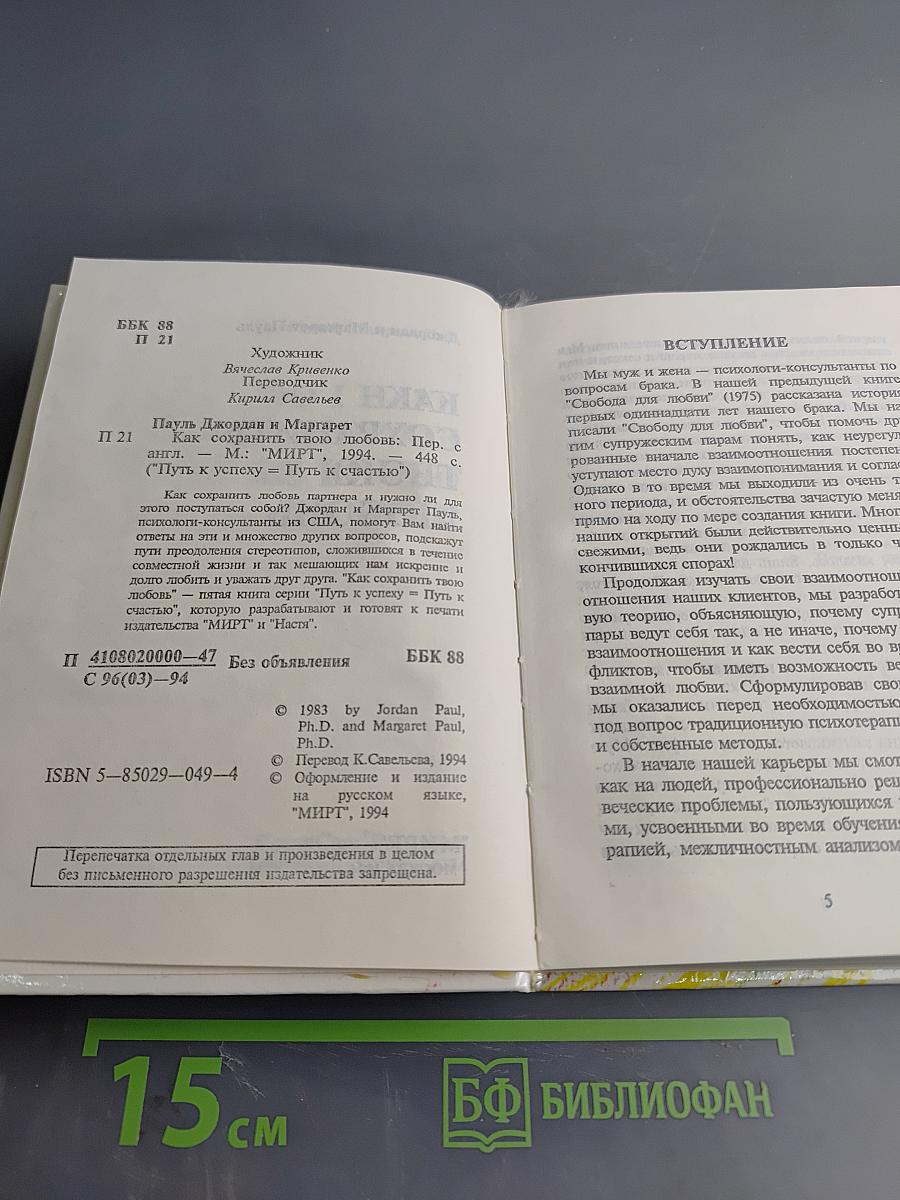 ББК 88
П 21
Художник
Вячеслав Кривенко
Переводчик
Кирилл Савельев
Пауль Джордан и Маргарет
П 21 Как сохранить твою любовь: Пер. с
англ. — М.: "МИРТ", 1994. — 448 с.
("Путь к успеху = Путь к счастью")
Как сохранить любовь партнера и нужно ли для
этого поступаться собой? Джордан и Маргарет Пауль,
психологи-консультанты из США, помогут Вам найти
ответы на эти и множество других вопросов, подскажут
пути преодоления стереотипов, сложившихся в течение
совместной жизни и так мешающих нам искренне и
долго любить и уважать друг друга. "Как сохранить твою
любовь" — пятая книга серии "Путь к успеху = Путь к
счастью", которую разрабатывают и готовят к печати
издательства "МИРТ" и "Настя".
П 4108020000—47 Без объявления ББК 88
С 96(03)—94
© 1983 by Jordan Paul,
Ph.D. and Margaret Paul,
Ph.D.
© Перевод К.Савельева, 1994
ISBN 5—85029—049—4 © Оформление и издание
на русском языке,
"МИРТ", 1994
Перепечатка отдельных глав и произведения в целом
без письменного разрешения издательства запрещена.
ВСТУПЛЕНИЕ
Мы муж и жена — психологи-консультанты по
вопросам брака. В нашей предыдущей книге
"Свобода для любви" (1975) рассказана история
первых одиннадцати лет нашего брака. Мы на
писали "Свободу для любви", чтобы помочь др
гим супружеским парам понять, как неурегул
рованные вначале взаимоотношения постепен
уступают место духу взаимопонимания и соглас
Однако в то время мы выходили из очень т
ного периода, и обстоятельства зачастую меня
прямо на ходу по мере создания книги. Мног
наших открытий были действительно ценны
свежими, ведь они рождались в только ч
кончившихся спорах!
Продолжая изучать свои взаимоотнош
отношения наших клиентов, мы разработ
вую теорию, объясняющую, почему супр
пары ведут себя так, а не иначе, почему
взаимоотношения и как вести себя во вр
фликтов, чтобы иметь возможность ве
взаимной любви. Сформулировав сво
мы оказались перед необходимостью
под вопрос традиционную психотерап
и собственные методы.
В начале нашей карьеры мы смот
как на людей, профессионально реш
веческие проблемы, пользующихся
ми, усвоенными во время обучения
рапией, межличностным анализом
5
15 см
БФ БИБЛИОФАН